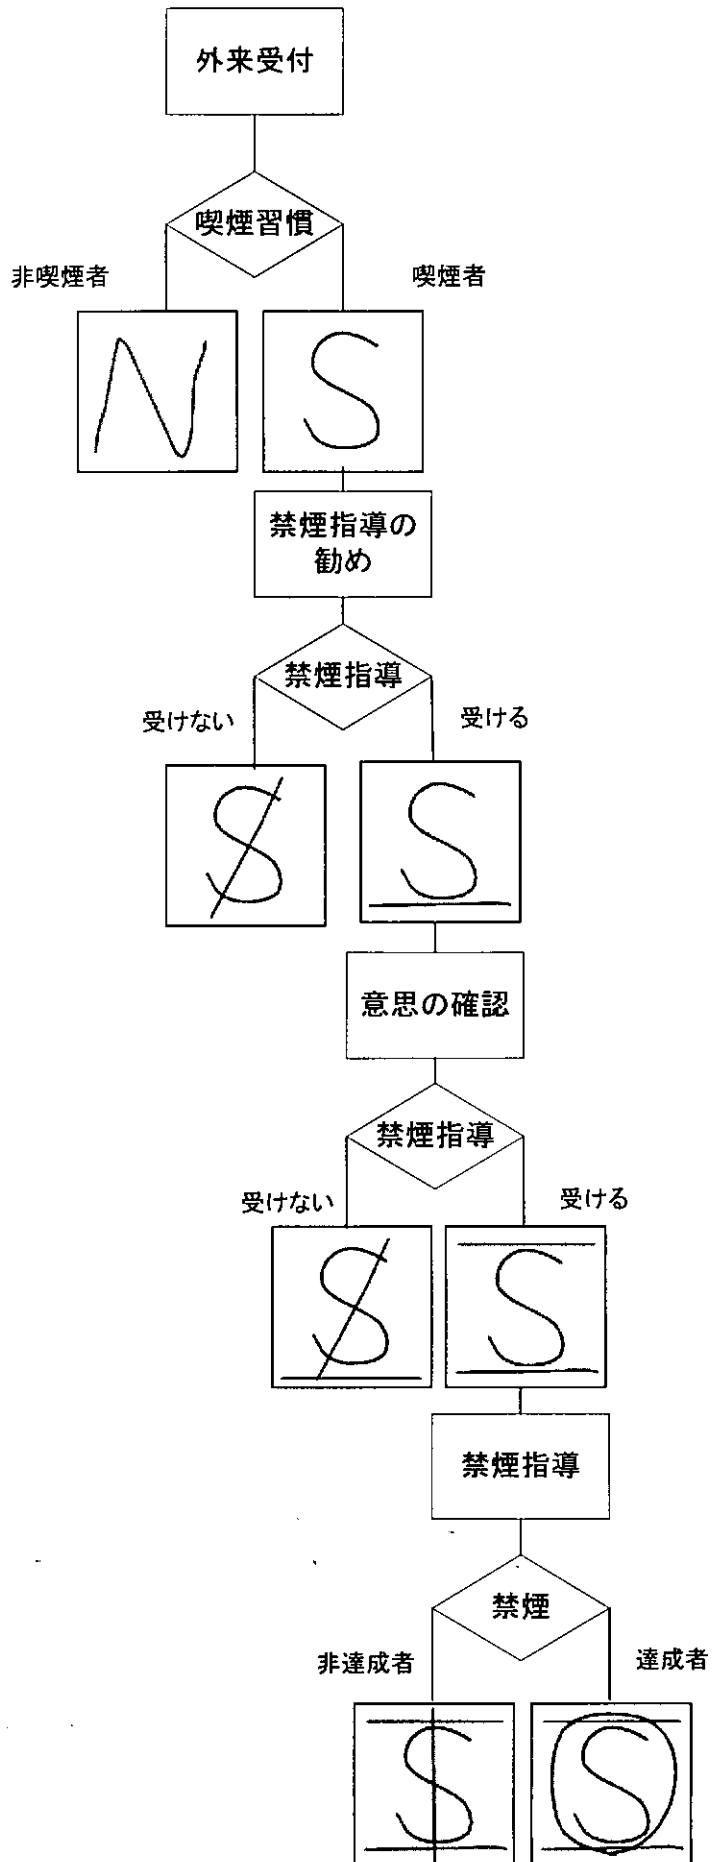 外来受付
喫煙習慣
非喫煙者
喫煙者
N
S
禁煙指導の
勧め
禁煙指導
受けない
受ける
S
S
意思の確認
禁煙指導
受けない
受ける
S
S
禁煙指導
禁煙
非達成者
達成者
S
S